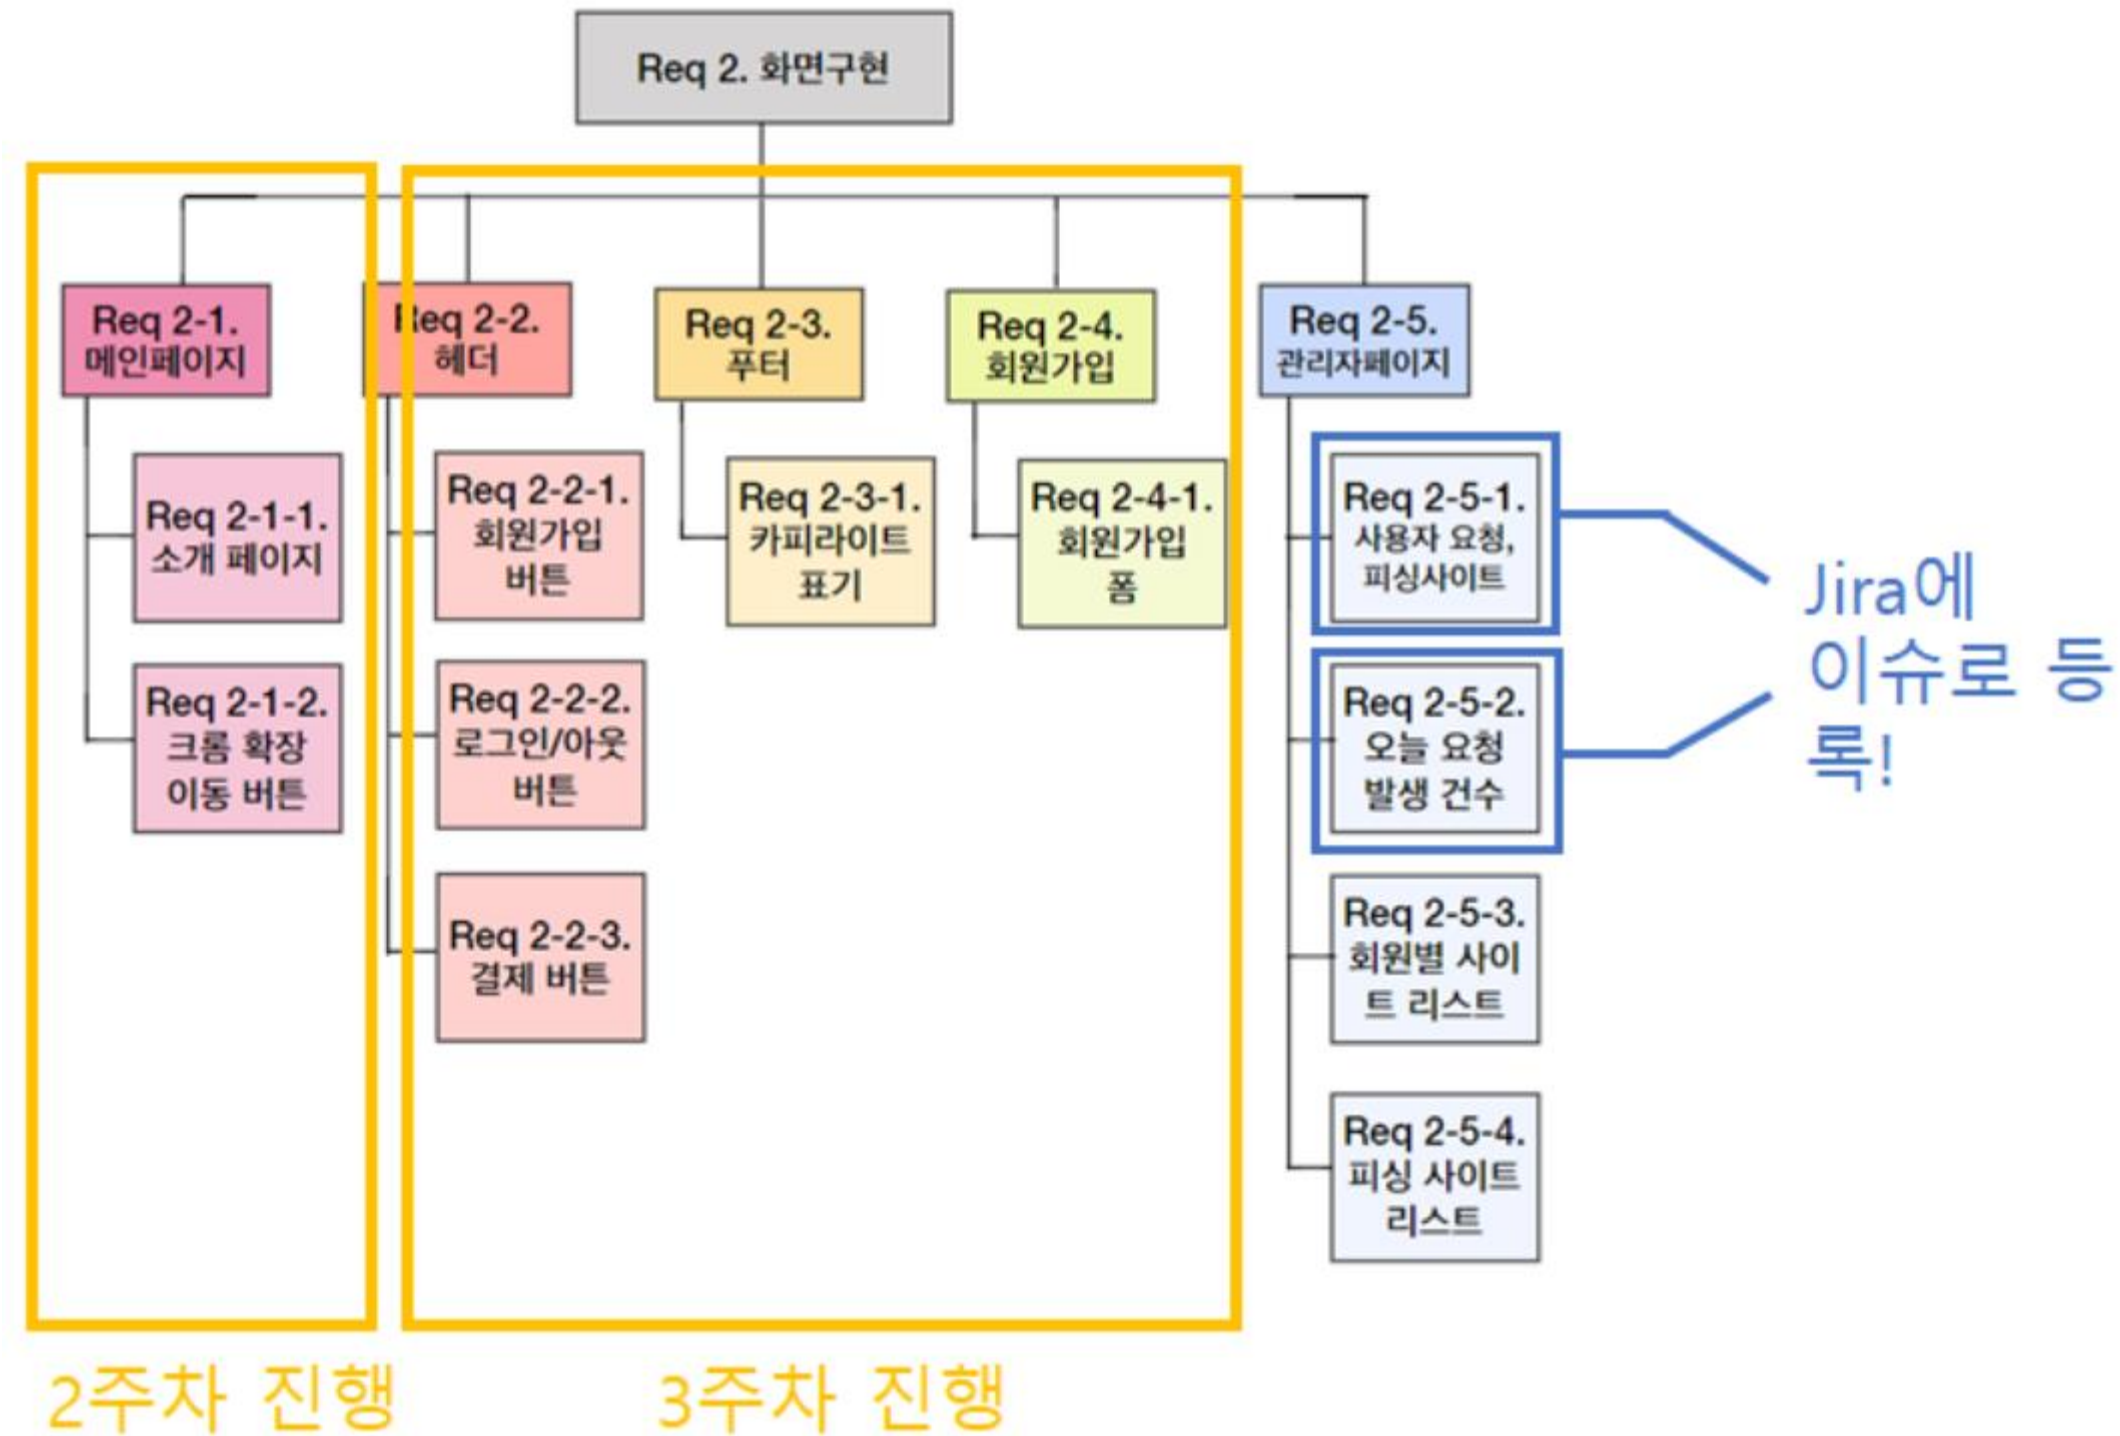 Req 2. 화면구현
Req 2-1.
메인페이지
Req 2-2.
헤더
Req 2-3.
푸터
Req 2-4.
회원가입
Req 2-5.
관리자페이지
Req 2-1-1.
소개 페이지
Req 2-1-2.
크롬 확장
이동 버튼
Req 2-2-1.
회원가입
버튼
Req 2-2-2.
로그인/아웃
버튼
Req 2-2-3.
결제 버튼
Req 2-3-1.
카피라이트
표기
Req 2-4-1.
회원가입
폼
Req 2-5-1.
사용자 요청,
피싱사이트
Req 2-5-2.
오늘 요청
발생 건수
Req 2-5-3.
회원별 사이
트 리스트
Req 2-5-4.
피싱 사이트
리스트
Jira에
이슈로 등
록!
2주차 진행
3주차 진행